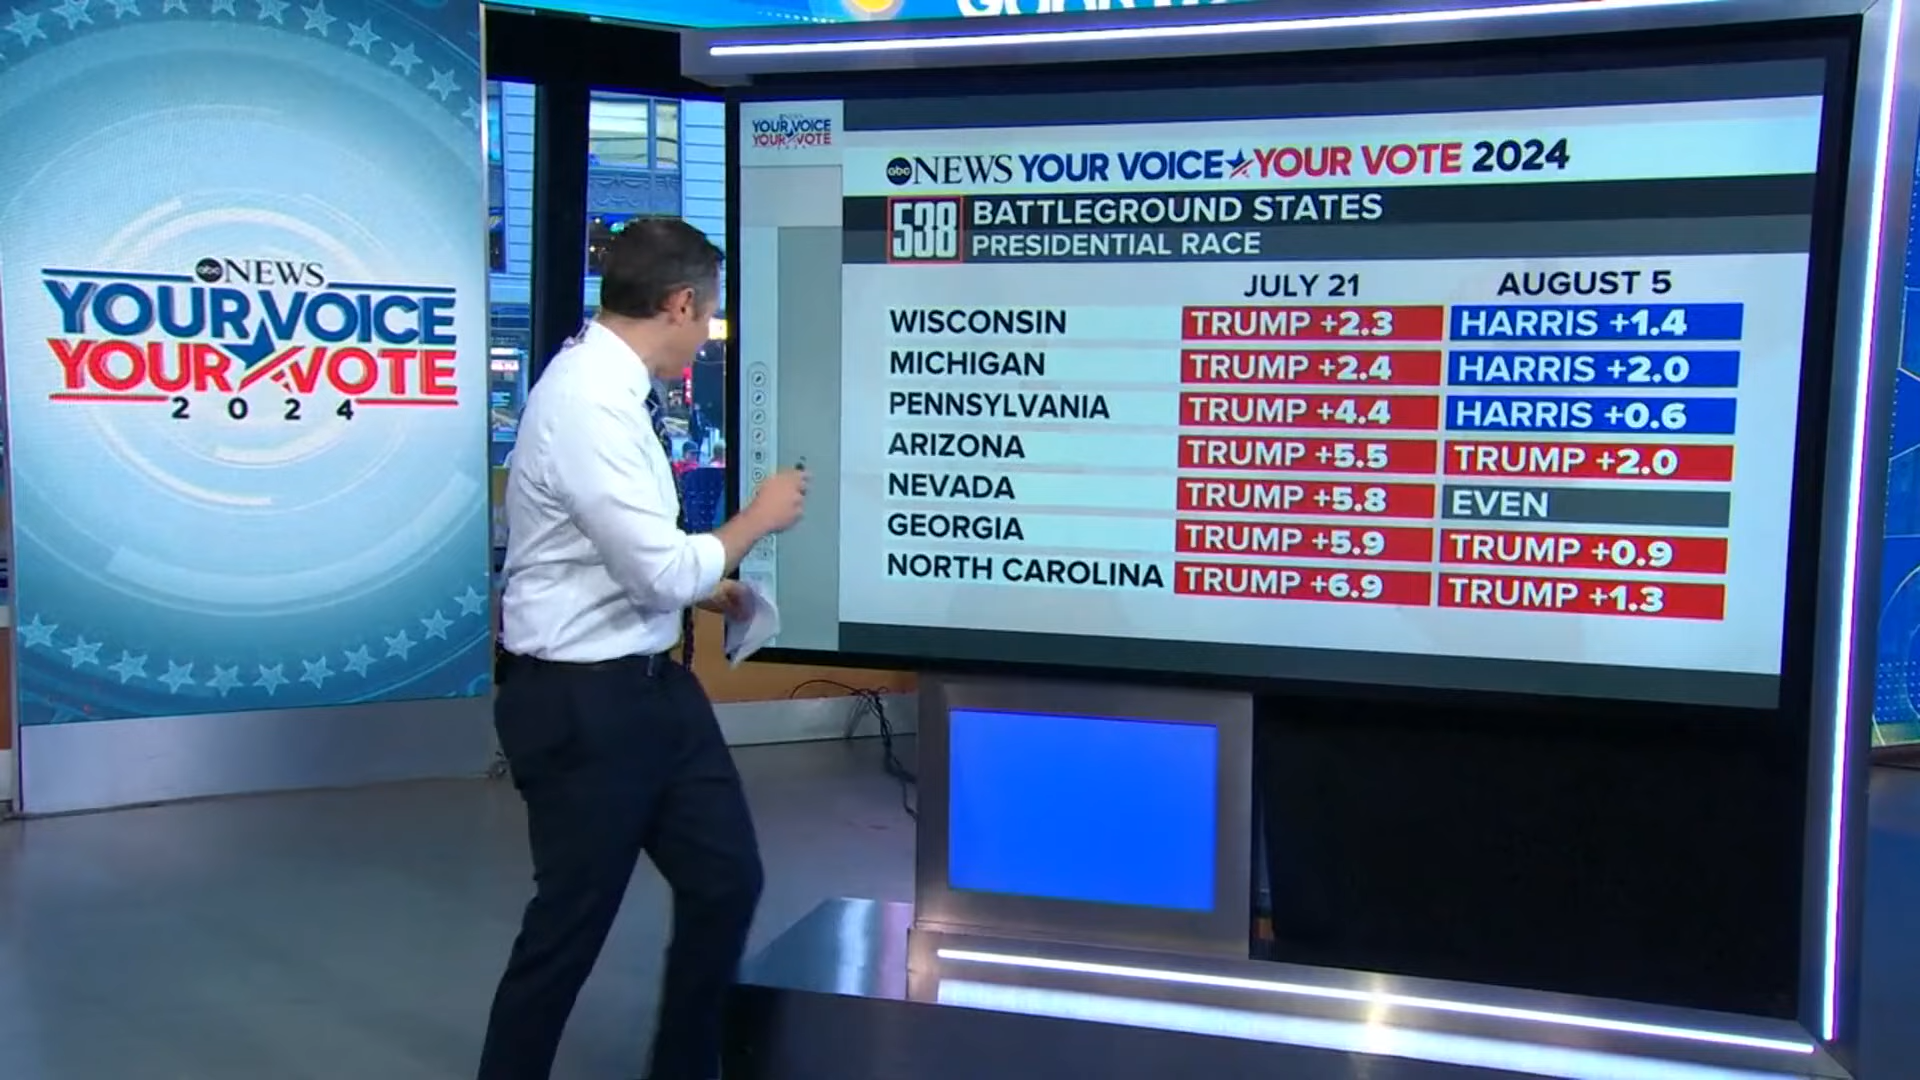 abc NEWS
YOUR VOICE
YOUR VOTE
2024
YOUR VOICE
YOUR VOTE
abc NEWS YOUR VOICE YOUR VOTE 2024
538 BATTLEGROUND STATES
PRESIDENTIAL RACE
JULY 21 AUGUST 5
WISCONSIN TRUMP +2.3 HARRIS +1.4
MICHIGAN TRUMP +2.4 HARRIS +2.0
PENNSYLVANIA TRUMP +4.4 HARRIS +0.6
ARIZONA TRUMP +5.5 TRUMP +2.0
NEVADA TRUMP +5.8 EVEN
GEORGIA TRUMP +5.9 TRUMP +0.9
NORTH CAROLINA TRUMP +6.9 TRUMP +1.3